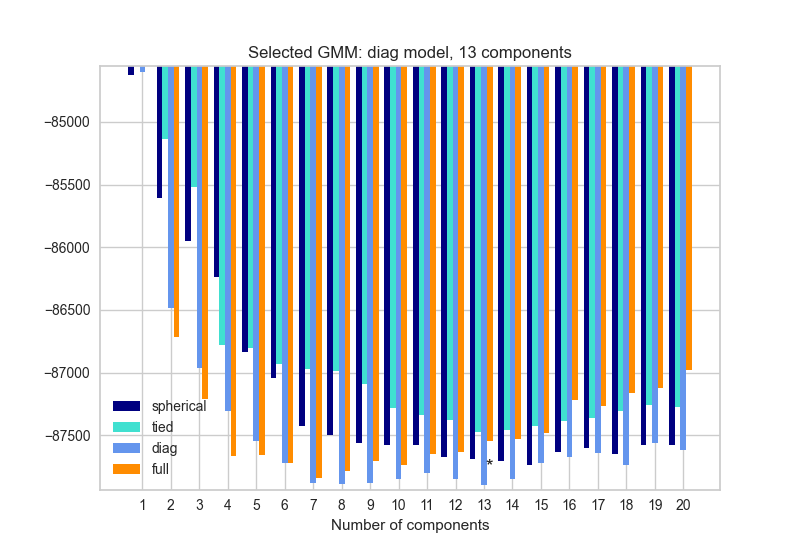 Selected GMM: diag model, 13 components
−85000
−85500
−86000
−86500
−87000
−87500
spherical
tied
diag
full
*
1 2 3 4 5 6 7 8 9 10 11 12 13 14 15 16 17 18 19 20
Number of components